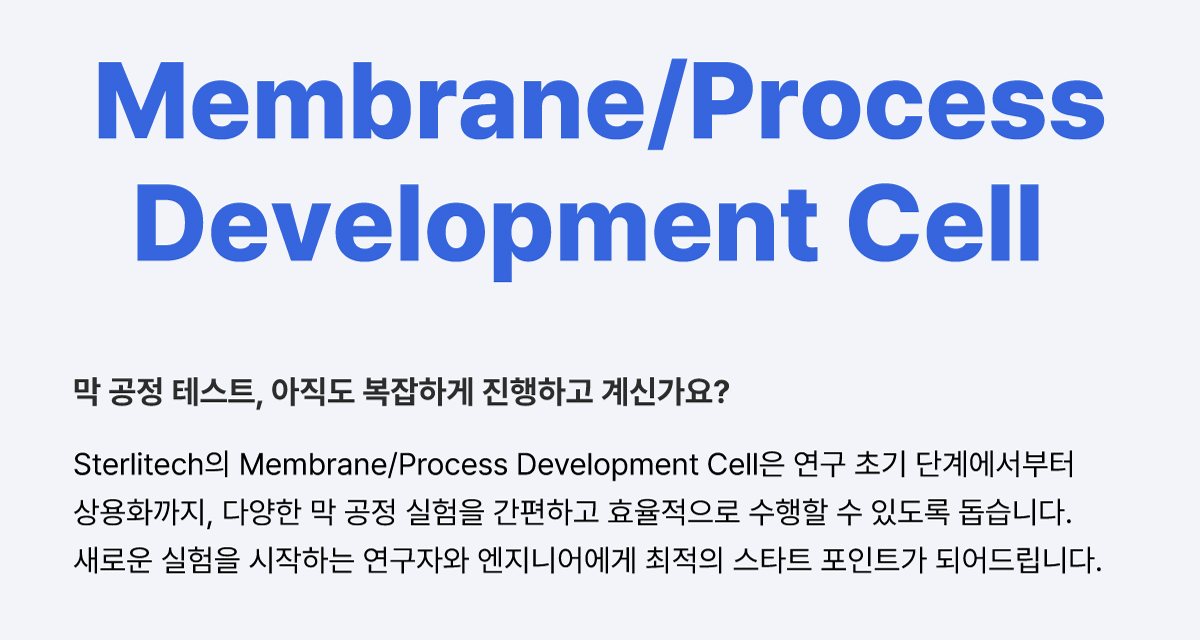 Membrane/Process
Development Cell
막 공정 테스트, 아직도 복잡하게 진행하고 계신가요?
Sterlitech의 Membrane/Process Development Cell은 연구 초기 단계에서부터
상용화까지, 다양한 막 공정 실험을 간편하고 효율적으로 수행할 수 있도록 돕습니다.
새로운 실험을 시작하는 연구자와 엔지니어에게 최적의 스타트 포인트가 되어드립니다.